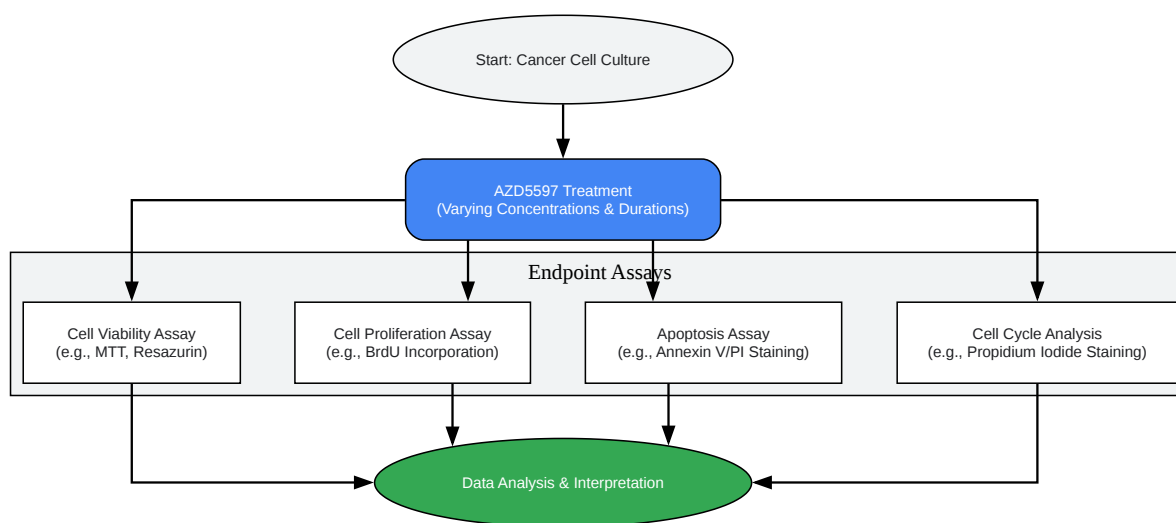 Start: Cancer Cell Culture
AZD5597 Treatment
(Varying Concentrations & Durations)
Endpoint Assays
Cell Viability Assay
(e.g., MTT, Resazurin)
Cell Proliferation Assay
(e.g., BrdU Incorporation)
Apoptosis Assay
(e.g., Annexin V/PI Staining)
Cell Cycle Analysis
(e.g., Propidium Iodide Staining)
Data Analysis & Interpretation